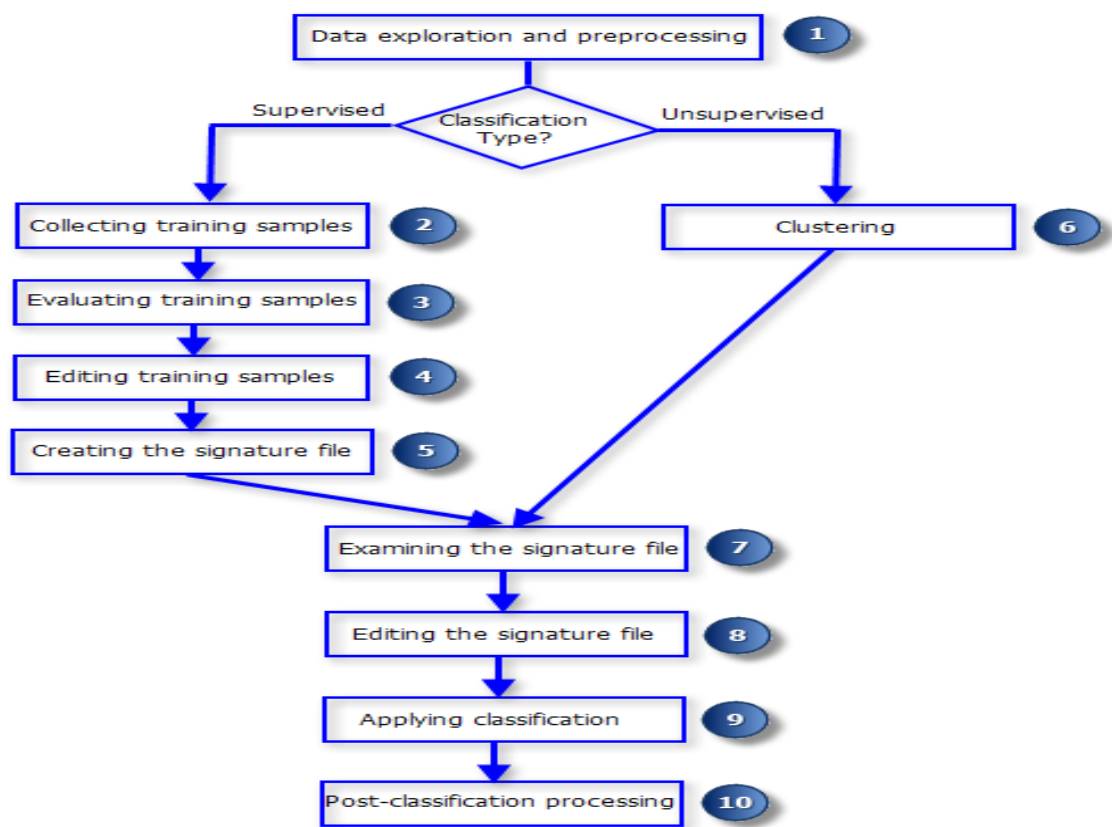 Data exploration and preprocessing 1
Supervised
Classification
Type?
Unsupervised
Collecting training samples 2
Clustering 6
Evaluating training samples 3
Editing training samples 4
Creating the signature file 5
Examining the signature file 7
Editing the signature file 8
Applying classification 9
Post-classification processing 10